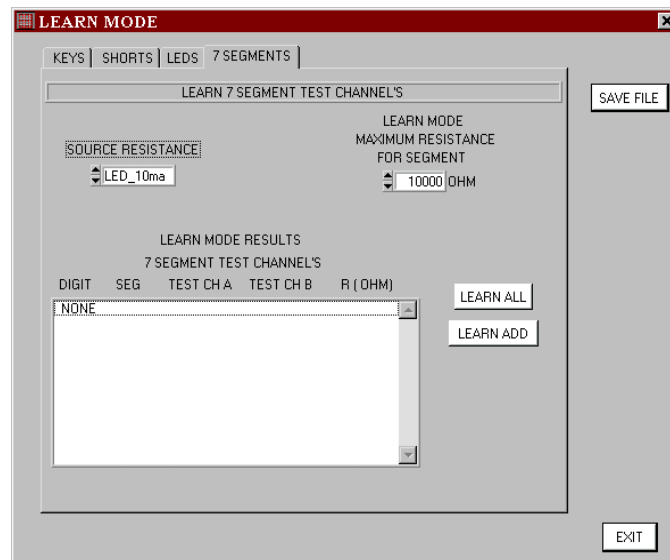 LEARN MODE
KEYS SHORTS LEDS 7 SEGMENTS
LEARN 7 SEGMENT TEST CHANNEL'S
SAVE FILE
SOURCE RESISTANCE
LED_10ma
LEARN MODE
MAXIMUM RESISTANCE
FOR SEGMENT
10000 OHM
LEARN MODE RESULTS
7 SEGMENT TEST CHANNEL'S
DIGIT SEG TEST CH A TEST CH B R ( OHM)
NONE
LEARN ALL
LEARN ADD
EXIT